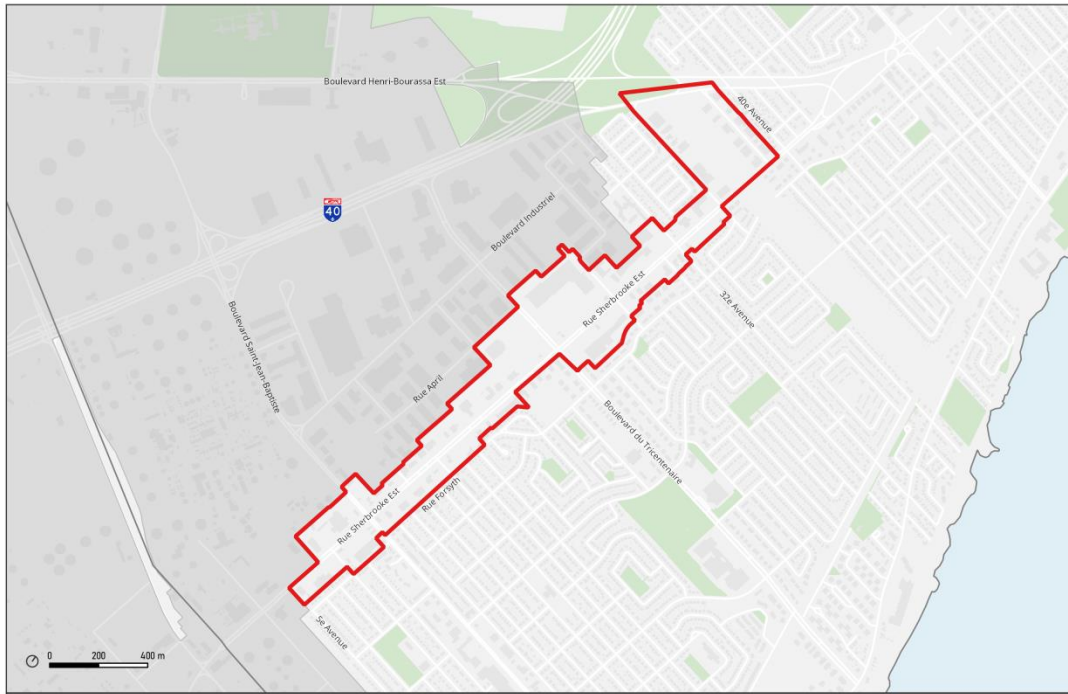 Boulevard Henri-Bourassa Est
40e Avenue
40
Boulevard Industriel
Rue Sherbrooke Est
32e Avenue
Boulevard Saint-Jean-Baptiste
Rue April
Boulevard du Tricentenaire
Rue Forsyth
Rue Sherbrooke Est
5e Avenue
0 200 400 m